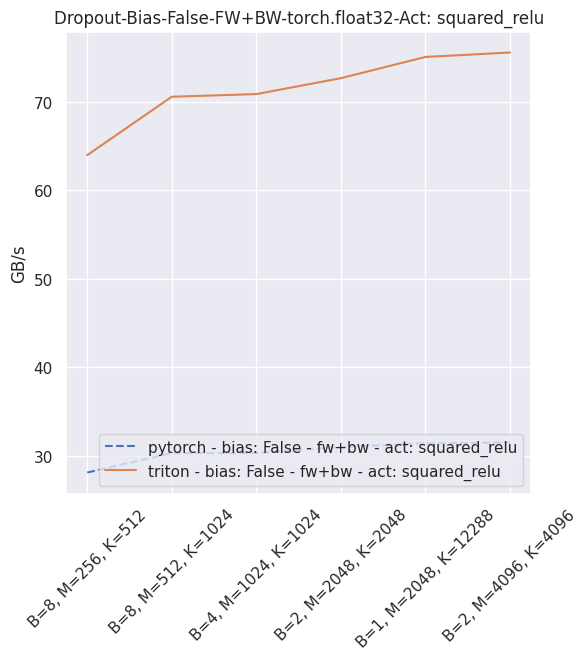 Dropout-Bias-False-FW+BW-torch.float32-Act: squared_relu
GB/s
70
60
50
40
30
pytorch - bias: False - fw+bw - act: squared_relu
triton - bias: False - fw+bw - act: squared_relu
B=8, M=256, K=512
B=8, M=512, K=1024
B=4, M=1024, K=1024
B=2, M=2048, K=2048
B=1, M=2048, K=12288
B=2, M=4096, K=4096